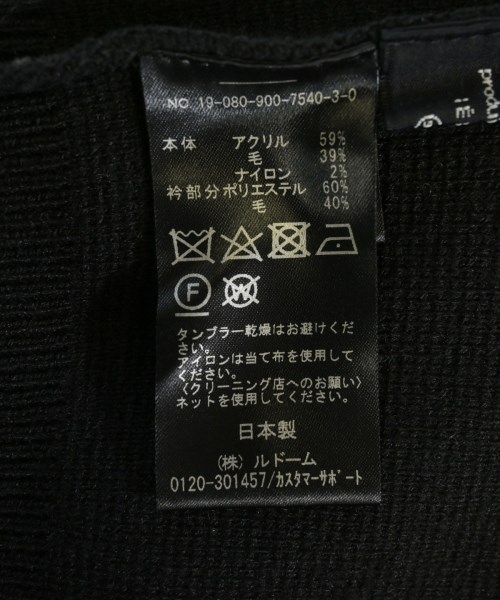 NO 19-080-900-7540-3-0
本体 アクリル 59%
毛 39%
ナイロン 2%
衿部分ポリエステル 60%
毛 40%
F
W
タンブラー乾燥はお避けくだ
さい。
アイロンは当て布を使用して
ください。
〈クリーニング店へのお願い〉
ネットを使用してください。
日本製
(株) ルドーム
0120-301457/カスタマーサポート